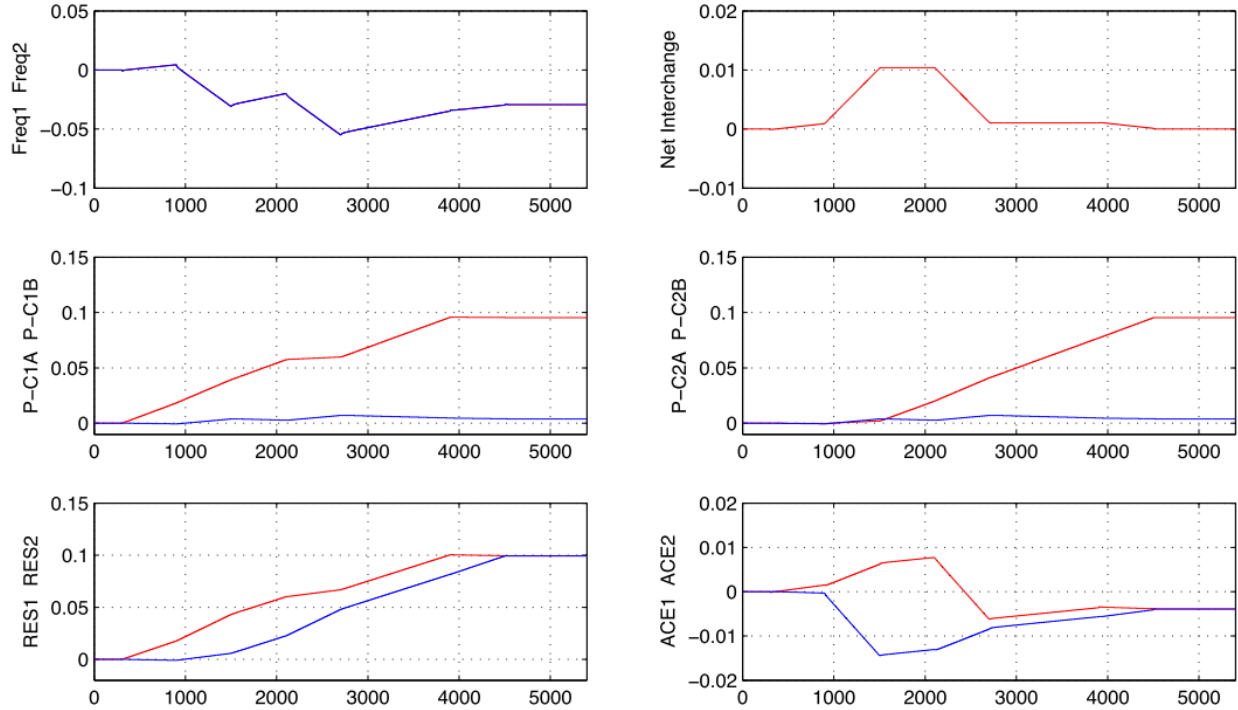 0.05
0
−0.05
−0.1
Freq1 Freq2
0 1000 2000 3000 4000 5000
0.02
0.01
0
−0.01
Net Interchange
0 1000 2000 3000 4000 5000
0.15
0.1
0.05
0
P−C1A P−C1B
0 1000 2000 3000 4000 5000
0.15
0.1
0.05
0
P−C2A P−C2B
0 1000 2000 3000 4000 5000
0.15
0.1
0.05
0
RES1 RES2
0 1000 2000 3000 4000 5000
0.02
0.01
0
−0.01
−0.02
ACE1 ACE2
0 1000 2000 3000 4000 5000